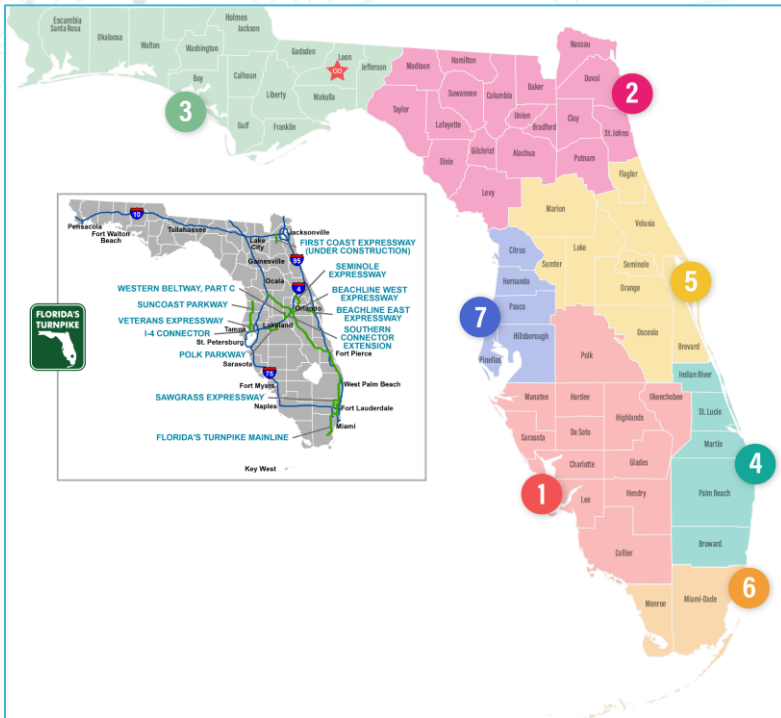 Escambia
Santa Rosa
Okaloosa
Walton
Holmes
Jackson
Washington
Bay
Calhoun
Gulf
Liberty
Franklin
Gadsden
Leon
CO
Wakulla
Jefferson
3
Madison
Hamilton
Taylor
Suwannee
Lafayette
Columbia
Baker
Nassau
Duval
Union
Bradford
Clay
St. Johns
Dixie
Gilchrist
Alachua
Putnam
Levy
2
Flagler
Marion
Volusia
Lake
Sumter
Seminole
Orange
Osceola
Brevard
5
Citrus
Hernando
Pasco
Hillsborough
Pinellas
7
Polk
Manatee
Hardee
Highlands
Okeechobee
Sarasota
De Soto
Charlotte
Glades
Lee
Hendry
Collier
1
Indian River
St. Lucie
Martin
Palm Beach
Broward
4
Monroe
Miami-Dade
6
FLORIDA'S
TURNPIKE
10
Pensacola
Fort Walton
Beach
Tallahassee
Lake
City
Jacksonville
FIRST COAST EXPRESSWAY
(UNDER CONSTRUCTION)
Gainesville
95
SEMINOLE
EXPRESSWAY
Ocala
4
WESTERN BELTWAY, PART C
BEACHLINE WEST
EXPRESSWAY
SUNCOAST PARKWAY
Orlando
BEACHLINE EAST
EXPRESSWAY
VETERANS EXPRESSWAY
Lakeland
I-4 CONNECTOR
Tampa
SOUTHERN
CONNECTOR
EXTENSION
St. Petersburg
POLK PARKWAY
Fort Pierce
Sarasota
75
Fort Myers
West Palm Beach
SAWGRASS EXPRESSWAY
Naples
Fort Lauderdale
Miami
FLORIDA'S TURNPIKE MAINLINE
Key West